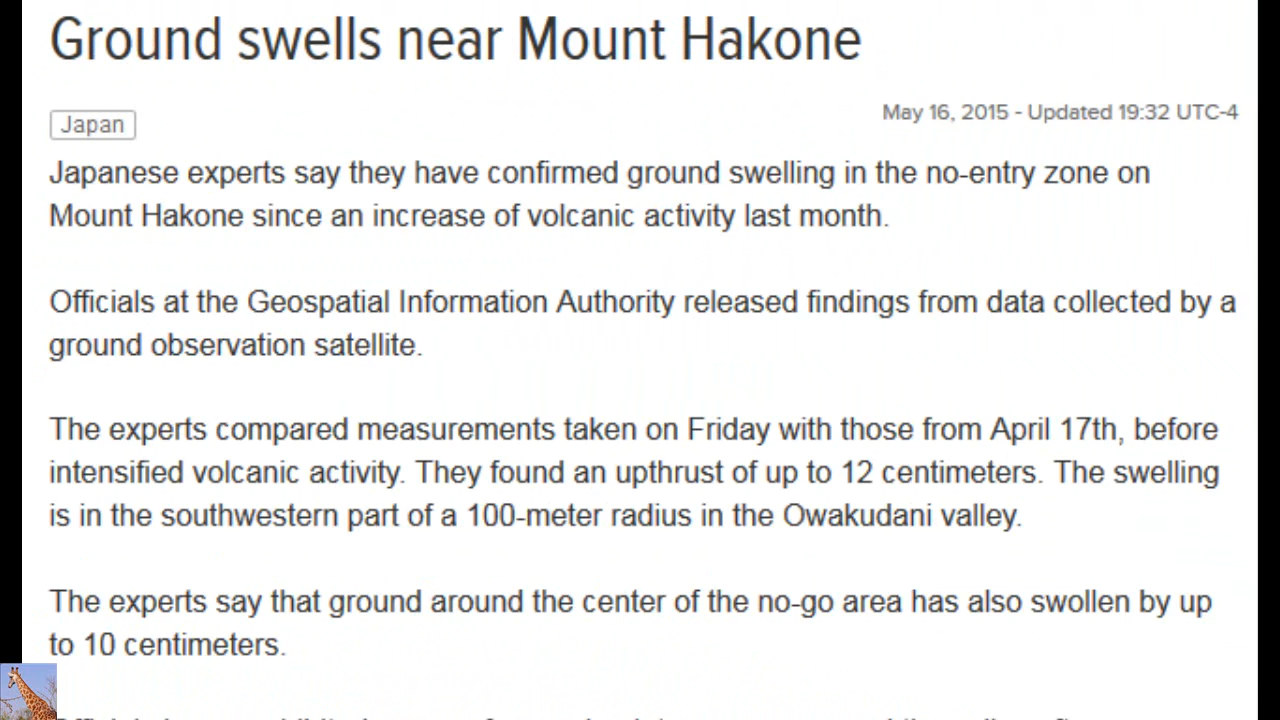 Ground swells near Mount Hakone
Japan
May 16, 2015 - Updated 19:32 UTC-4
Japanese experts say they have confirmed ground swelling in the no-entry zone on
Mount Hakone since an increase of volcanic activity last month.
Officials at the Geospatial Information Authority released findings from data collected by a
ground observation satellite.
The experts compared measurements taken on Friday with those from April 17th, before
intensified volcanic activity. They found an upthrust of up to 12 centimeters. The swelling
is in the southwestern part of a 100-meter radius in the Owakudani valley.
The experts say that ground around the center of the no-go area has also swollen by up
to 10 centimeters.